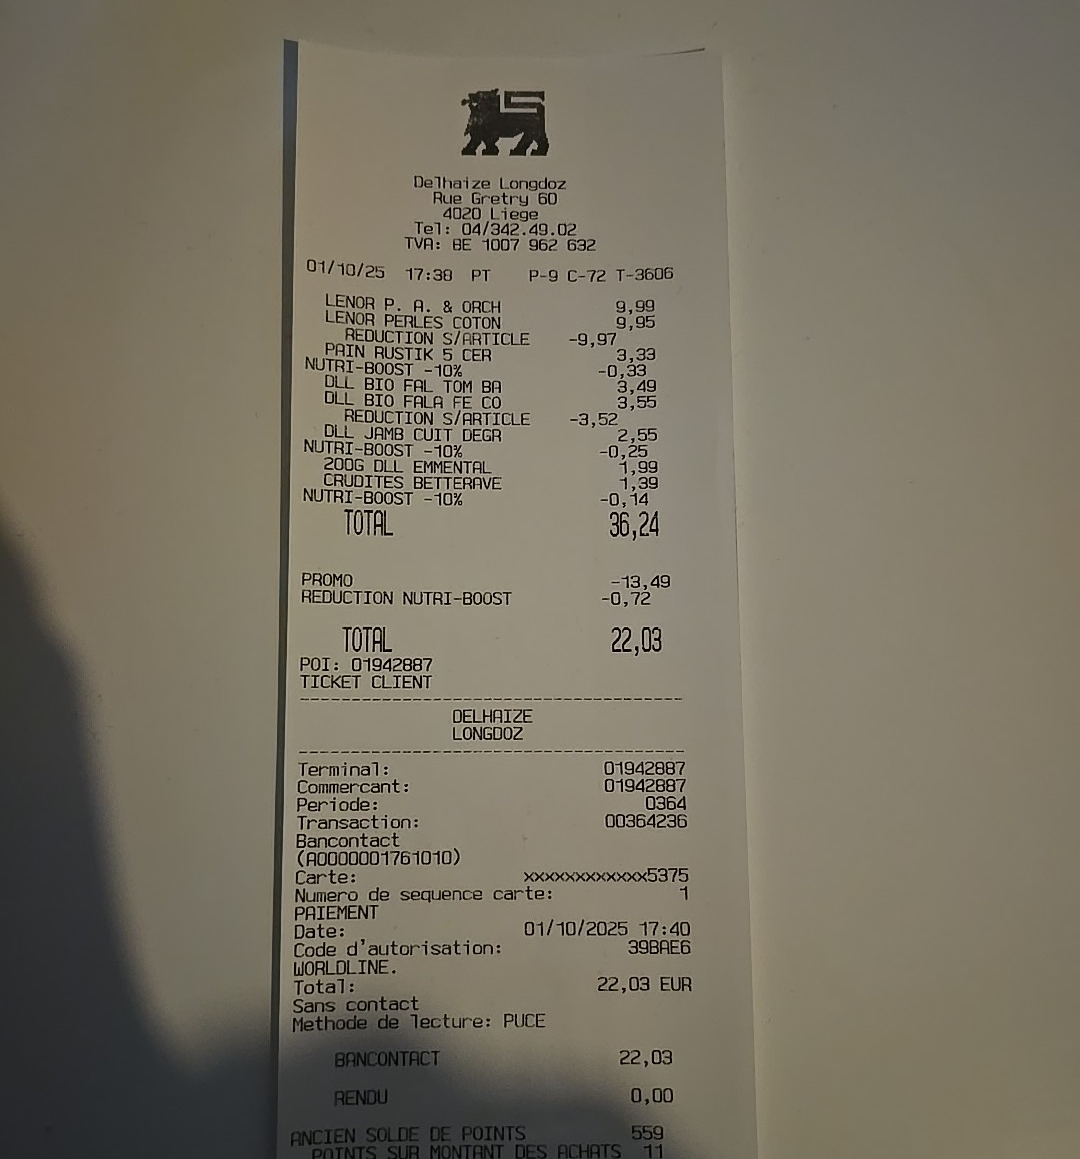 Delhaize Longdoz
Rue Gretry 60
4020 Liege
Tel: 04/342.49.02
TVA: BE 1007 962 632
01/10/25 17:38 PT P-9 C-72 T-3606
LENOR P. A. & ORCH 9,99
LENOR PERLES COTON 9,95
REDUCTION S/ARTICLE -9,97
PAIN RUSTIK 5 CER 3,33
NUTRI-BOOST -10% -0,33
DLL BIO FAL TOM BA 3,49
DLL BIO FALA FE CO 3,55
REDUCTION S/ARTICLE -3,52
DLL JAMB CUIT DEGR 2,55
NUTRI-BOOST -10% -0,25
200G DLL EMMENTAL 1,99
CRUDITES BETTERAVE 1,39
NUTRI-BOOST -10% -0,14
TOTAL 36,24
PROMO -13,49
REDUCTION NUTRI-BOOST -0,72
TOTAL 22,03
POI: 01942887
TICKET CLIENT
DELHAIZE
LONGDOZ
Terminal: 01942887
Commercant: 01942887
Periode: 0364
Transaction: 00364236
Bancontact
(A0000001761010)
Carte: xxxxxxxxxxxx5375
Numero de sequence carte: 1
PAIEMENT
Date: 01/10/2025 17:40
Code d'autorisation: 39BAE6
WORLDLINE.
Total: 22,03 EUR
Sans contact
Methode de lecture: PUCE
BANCONTACT 22,03
RENDU 0,00
ANCIEN SOLDE DE POINTS 559
POINTS SUR MONTANT DES ACHATS 11